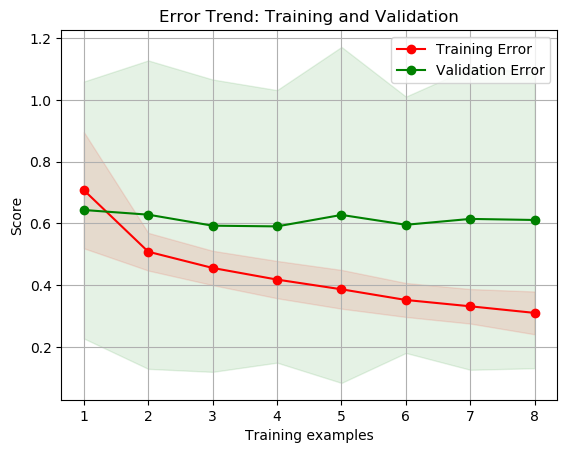 Error Trend: Training and Validation
Training Error
Validation Error
1.2
1.0
0.8
0.6
0.4
0.2
Score
1 2 3 4 5 6 7 8
Training examples